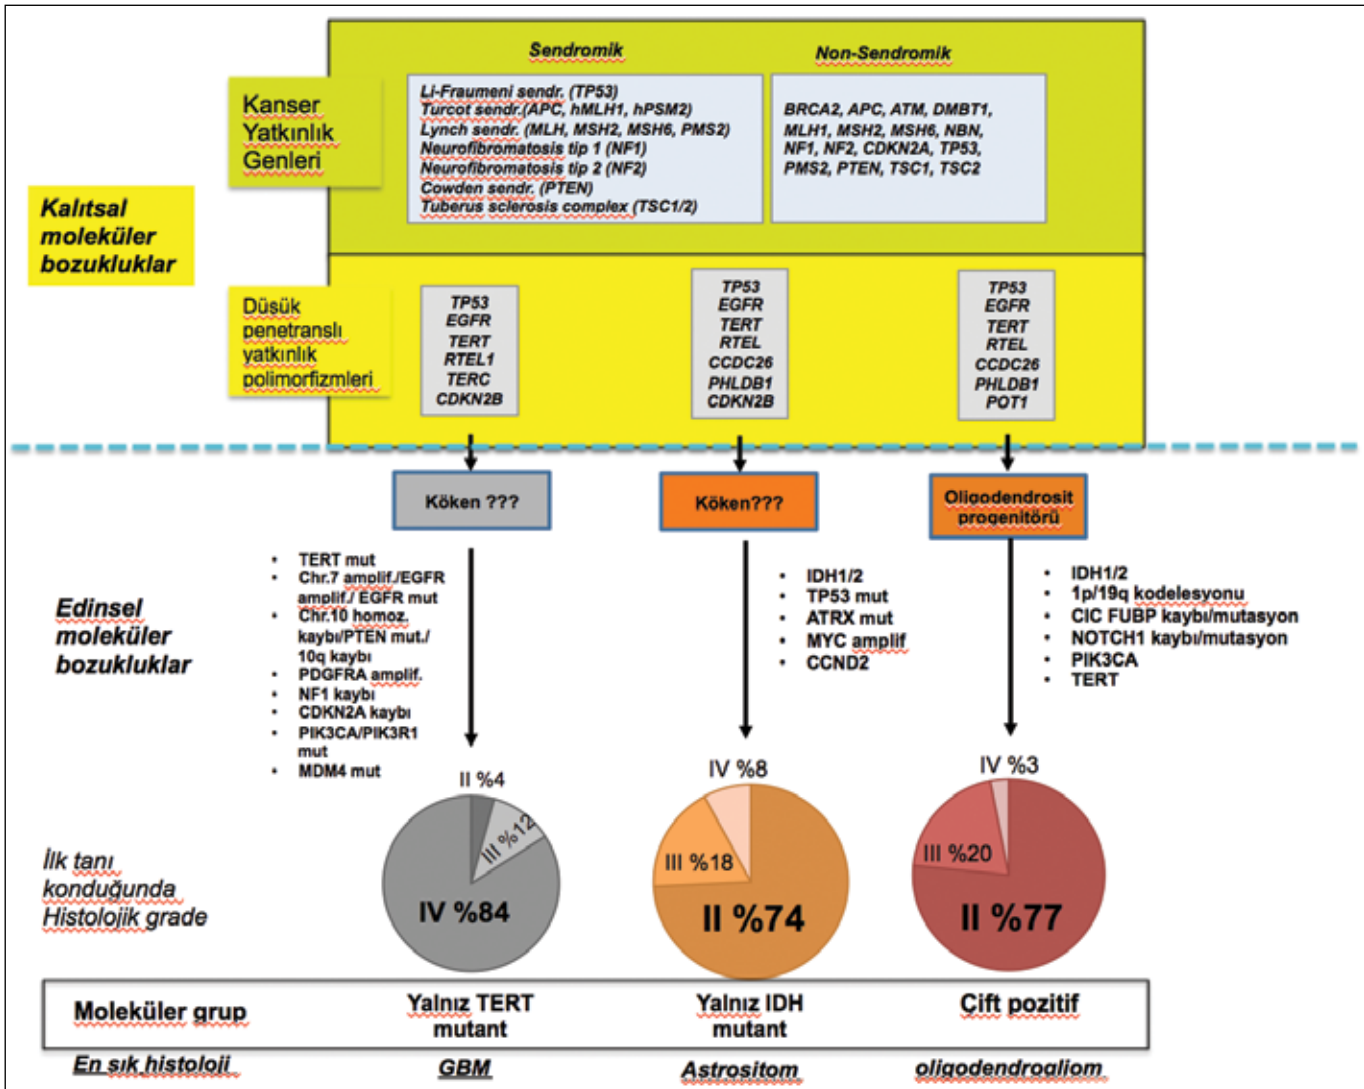 Sendromik
Non-Sendromik
Kanser
Yatkınlık
Genleri
Li-Fraumeni sendr. (TP53)
Turcot sendr.(APC, hMLH1, hPSM2)
Lynch sendr. (MLH, MSH2, MSH6, PMS2)
Neurofibromatosis tip 1 (NF1)
Neurofibromatosis tip 2 (NF2)
Cowden sendr. (PTEN)
Tuberus sclerosis complex (TSC1/2)
BRCA2, APC, ATM, DMBT1,
MLH1, MSH2, MSH6, NBN,
NF1, NF2, CDKN2A, TP53,
PMS2, PTEN, TSC1, TSC2
Kalıtsal
moleküler
bozukluklar
Düşük
penetranslı
yatkınlık
polimorfizmleri
TP53
EGFR
TERT
RTEL1
TERC
CDKN2B
TP53
EGFR
TERT
RTEL
CCDC26
PHLDB1
CDKN2B
TP53
EGFR
TERT
RTEL
CCDC26
PHLDB1
POT1
Köken ???
Köken???
Oligodendrosit
progenitörü
Edinsel
moleküler
bozukluklar
• TERT mut
• Chr.7 amplif./EGFR
amplif./ EGFR mut
• Chr.10 homoz.
kaybı/PTEN mut./
10q kaybı
• PDGFRA amplif.
• NF1 kaybı
• CDKN2A kaybı
• PIK3CA/PIK3R1
mut
• MDM4 mut
• IDH1/2
• TP53 mut
• ATRX mut
• MYC amplif
• CCND2
• IDH1/2
• 1p/19q kodelesyonu
• CIC FUBP kaybı/mutasyon
• NOTCH1 kaybı/mutasyon
• PIK3CA
• TERT
İlk tanı
konduğunda
Histolojik grade
II %4
III %12
IV %84
IV %8
III %18
II %74
IV %3
III %20
II %77
Moleküler grup
Yalnız TERT
mutant
Yalnız IDH
mutant
Çift pozitif
En sık histoloji
GBM
Astrositom
oligodendrogliom